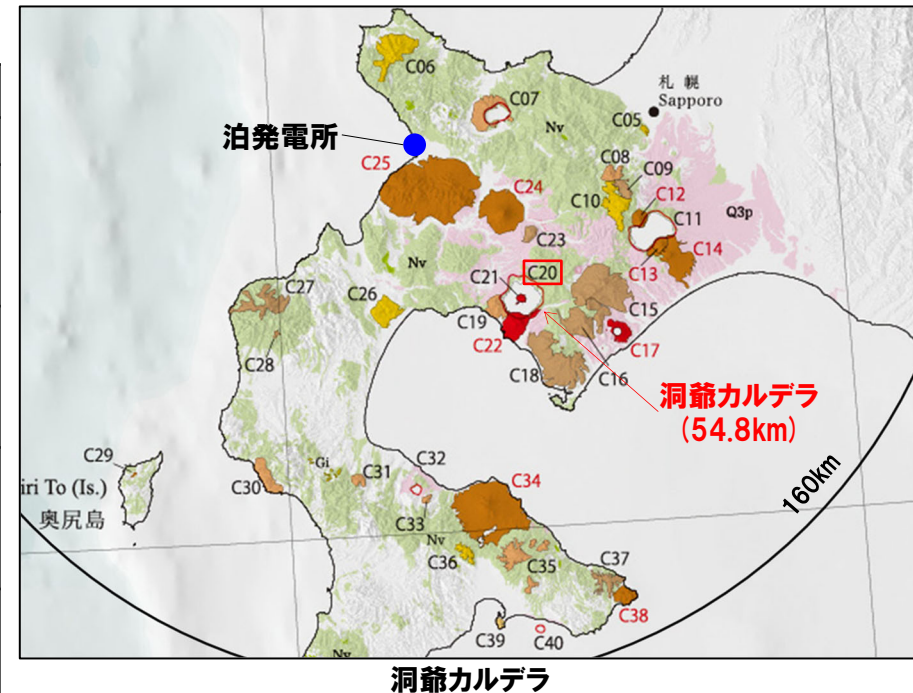 C06
C07
札幌
Sapporo
C05
Nv
泊発電所
C25
C08
C09
C24
C10
C12
C11
Q3p
C23
C14
C13
Nv
C20
C21
C27
C26
C15
C19
C17
C22
C28
C18
C16
洞爺カルデラ
(54.8km)
C29
C32
Gi
C31
C34
160km
iri To (Is.)
C30
奥尻島
C33
Nv
C36
C35
C37
C38
C39
C40
Nv
洞爺カルデラ